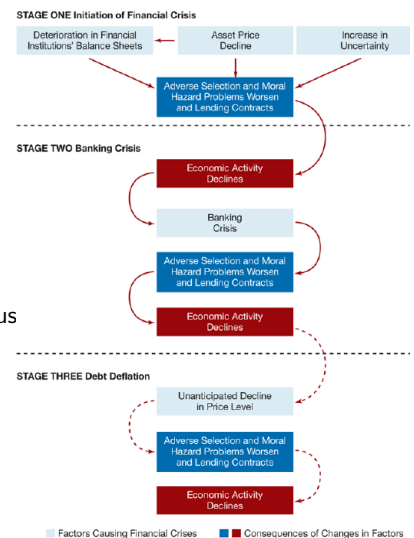 STAGE ONE Initiation of Financial Crisis
Deterioration in Financial
Institutions' Balance Sheets
Asset Price
Decline
Increase in
Uncertainty
Adverse Selection and Moral
Hazard Problems Worsen
and Lending Contracts
STAGE TWO Banking Crisis
Economic Activity
Declines
Banking
Crisis
Adverse Selection and Moral
Hazard Problems Worsen
and Lending Contracts
us
Economic Activity
Declines
STAGE THREE Debt Deflation
Unanticipated Decline
in Price Level
Adverse Selection and Moral
Hazard Problems Worsen
and Lending Contracts
Economic Activity
Declines
Factors Causing Financial Crises
Consequences of Changes in Factors